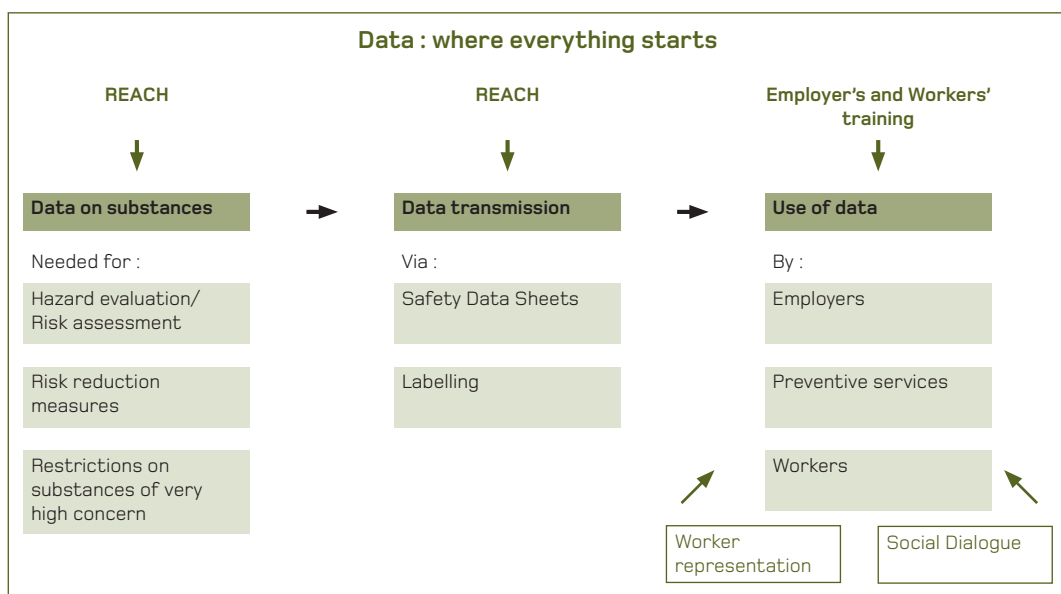 Data : where everything starts
REACH
Data on substances
Needed for :
Hazard evaluation/
Risk assessment
Risk reduction
measures
Restrictions on
substances of very
high concern
REACH
Data transmission
Via :
Safety Data Sheets
Labelling
Employer's and Workers'
training
Use of data
By :
Employers
Preventive services
Workers
Worker
representation
Social Dialogue